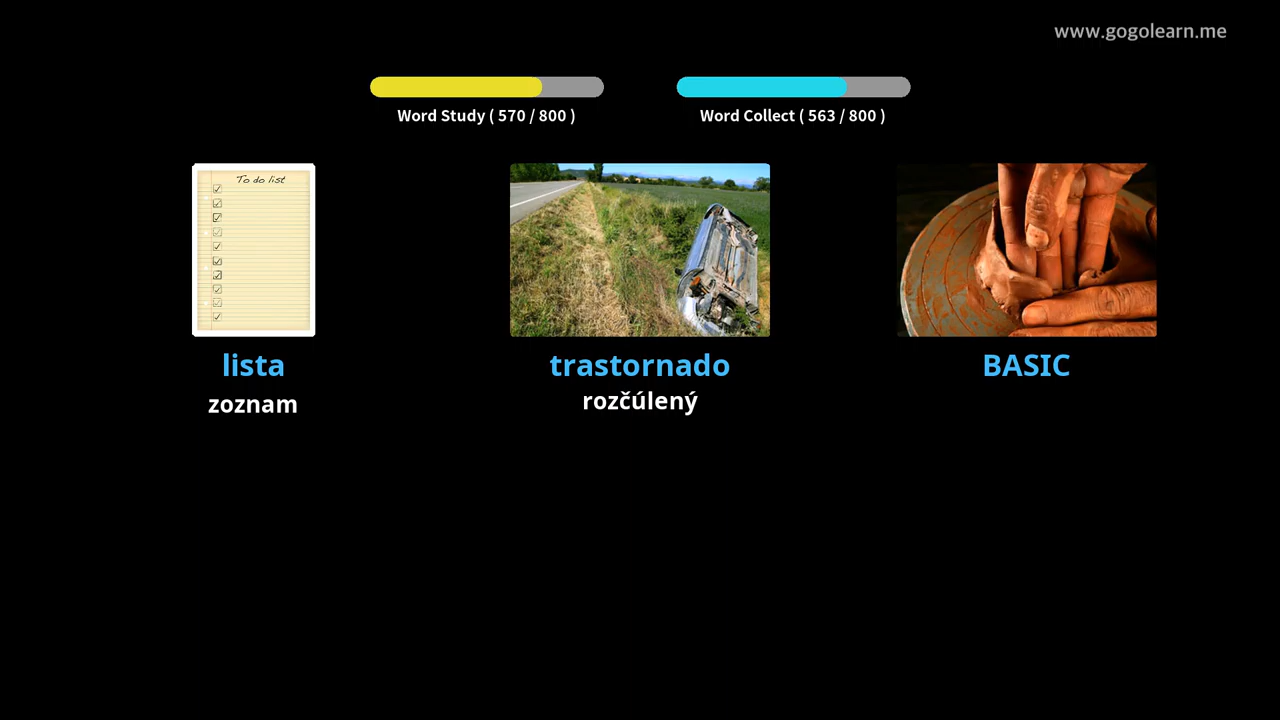 www.gogolearn.me
Word Study ( 570 / 800 )
Word Collect ( 563 / 800 )
To do list
lista
trastornado
BASIC
zoznam
rozčúlený